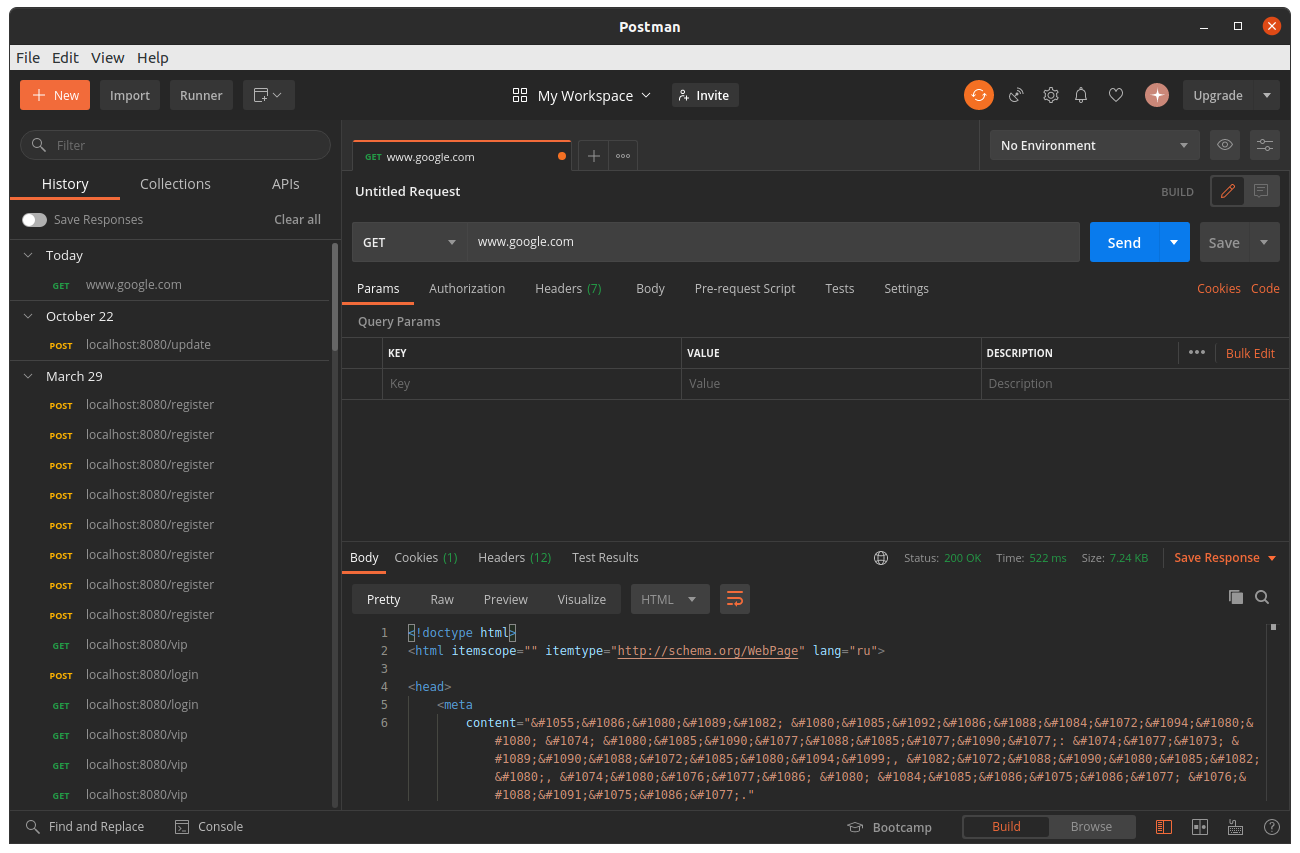 Postman
File Edit View Help
New Import Runner My Workspace Invite Upgrade
Filter
History Collections APIs
Save Responses Clear all
Today
GET www.google.com
October 22
POST localhost:8080/update
March 29
POST localhost:8080/register
POST localhost:8080/register
POST localhost:8080/register
POST localhost:8080/register
POST localhost:8080/register
POST localhost:8080/register
POST localhost:8080/register
POST localhost:8080/register
GET localhost:8080/vip
POST localhost:8080/login
GET localhost:8080/login
GET localhost:8080/vip
GET localhost:8080/vip
GET localhost:8080/vip
GET www.google.com
No Environment
Untitled Request BUILD
GET www.google.com Send Save
Params Authorization Headers (7) Body Pre-request Script Tests Settings Cookies Code
Query Params
KEY VALUE DESCRIPTION ••• Bulk Edit
Key Value Description
Body Cookies (1) Headers (12) Test Results Status: 200 OK Time: 522 ms Size: 7.24 KB Save Response
Pretty Raw Preview Visualize HTML
1 <!doctype html>
2 <html itemscope="" itemtype="http://schema.org/WebPage" lang="ru">
3
4 <head>
5 <meta
6 content="&#1055;&#1086;&#1080;&#1089;&#1082; &#1080;&#1085;&#1092;&#1086;&#1088;&#1084;&#1072;&#1094;&#1080;&
#1080; &#1074; &#1080;&#1085;&#1090;&#1077;&#1088;&#1085;&#1077;&#1090;&#1077;: &#1074;&#1077;&#1073; &
#1089;&#1090;&#1088;&#1072;&#1085;&#1080;&#1094;&#1099;, &#1082;&#1072;&#1088;&#1090;&#1080;&#1085;&#1082;
&#1080;, &#1074;&#1080;&#1076;&#1077;&#1086; &#1080; &#1084;&#1085;&#1086;&#1075;&#1086;&#1077; &#1076;&
#1088;&#1091;&#1075;&#1086;&#1077;."
Find and Replace Console Bootcamp Build Browse